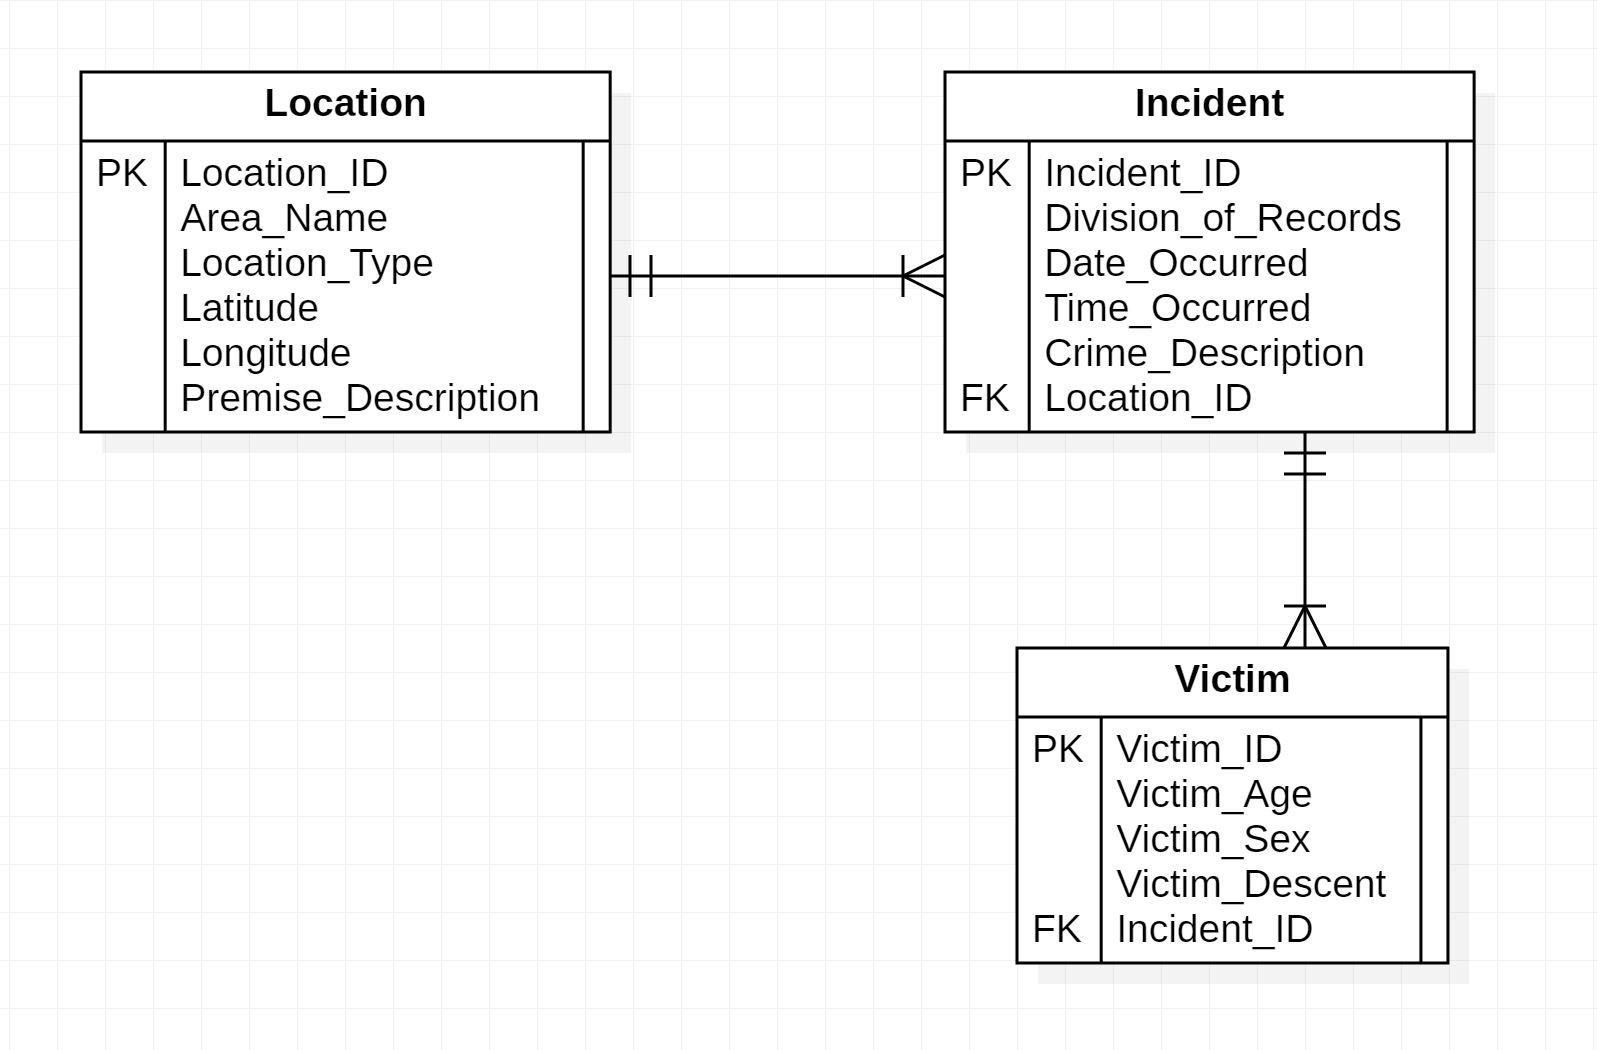 Location
PK Location_ID
Area_Name
Location_Type
Latitude
Longitude
Premise_Description
Incident
PK Incident_ID
Division_of_Records
Date_Occurred
Time_Occurred
Crime_Description
FK Location_ID
Victim
PK Victim_ID
Victim_Age
Victim_Sex
Victim_Descent
FK Incident_ID